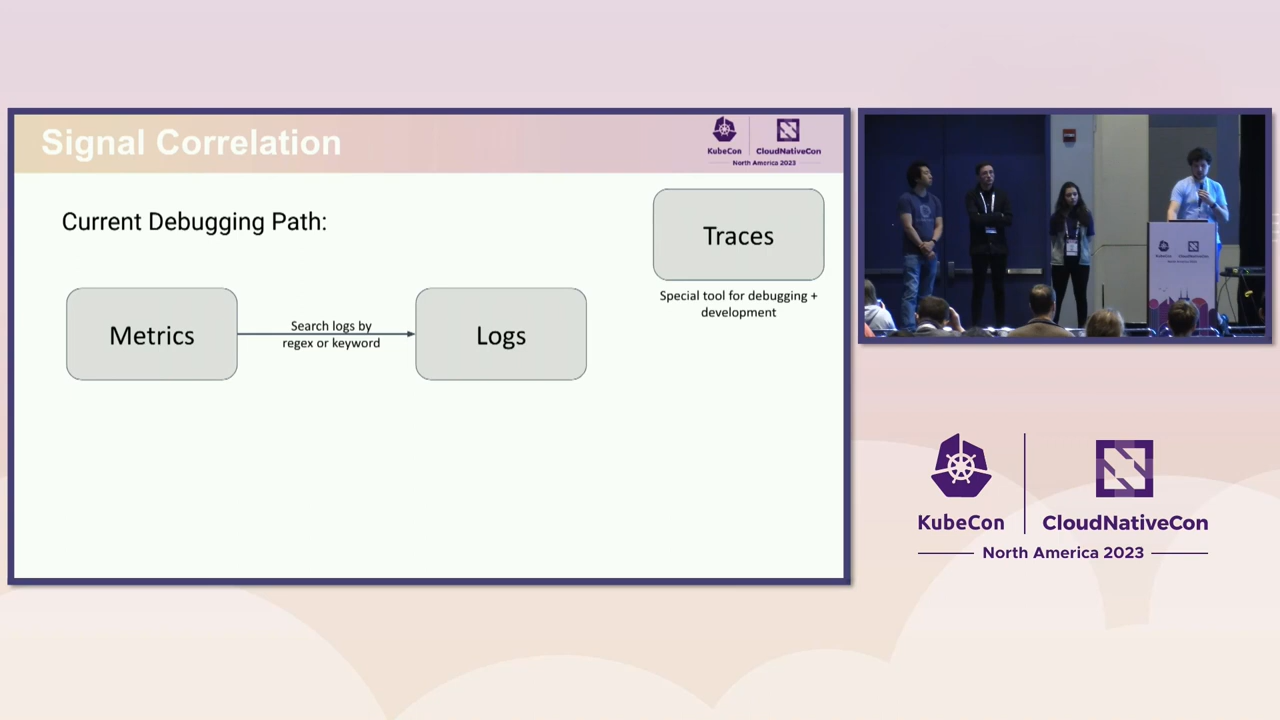 Signal Correlation
KubeCon
CloudNativeCon
North America 2023
Current Debugging Path:
Traces
Special tool for debugging +
development
Metrics
Search logs by
regex or keyword
Logs
KubeCon
CloudNativeCon
North America 2023